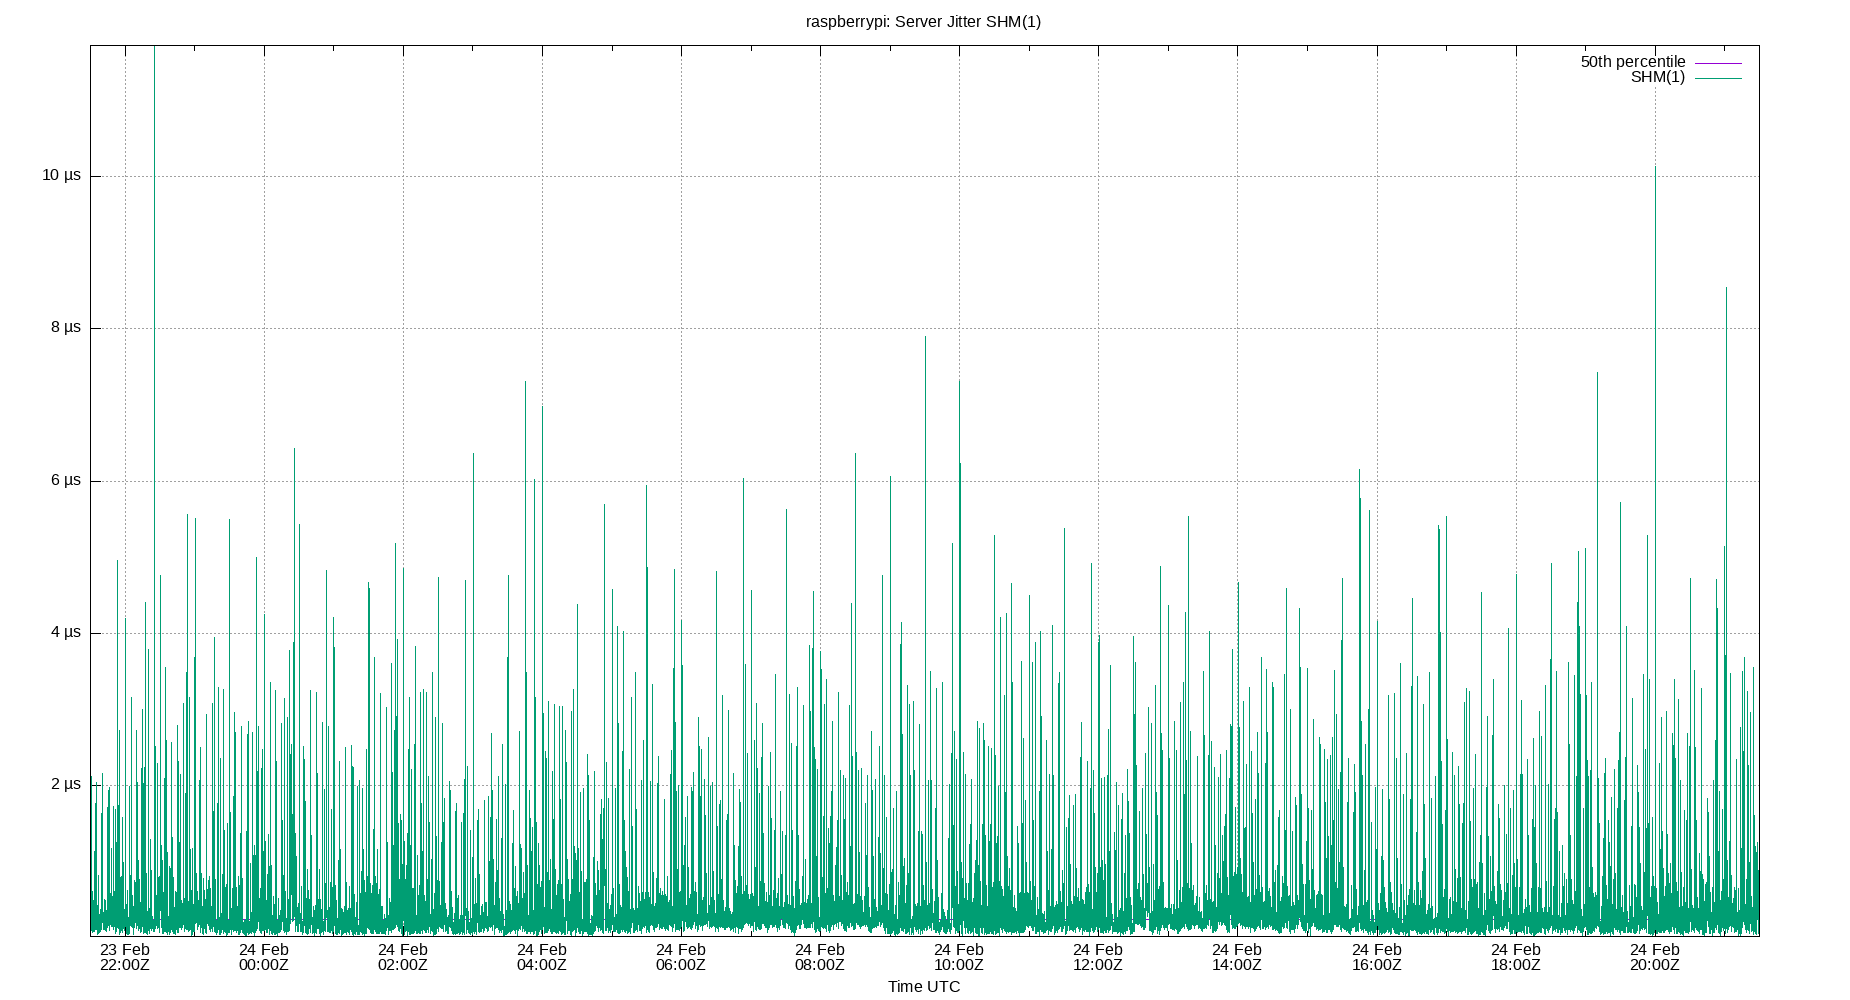 raspberrypi: Server Jitter SHM(1)
50th percentile
SHM(1)
10 µs
8 µs
6 µs
4 µs
2 µs
23 Feb 24 Feb 24 Feb 24 Feb 24 Feb 24 Feb 24 Feb 24 Feb 24 Feb 24 Feb 24 Feb 24 Feb
22:00Z 00:00Z 02:00Z 04:00Z 06:00Z 08:00Z 10:00Z 12:00Z 14:00Z 16:00Z 18:00Z 20:00Z
Time UTC